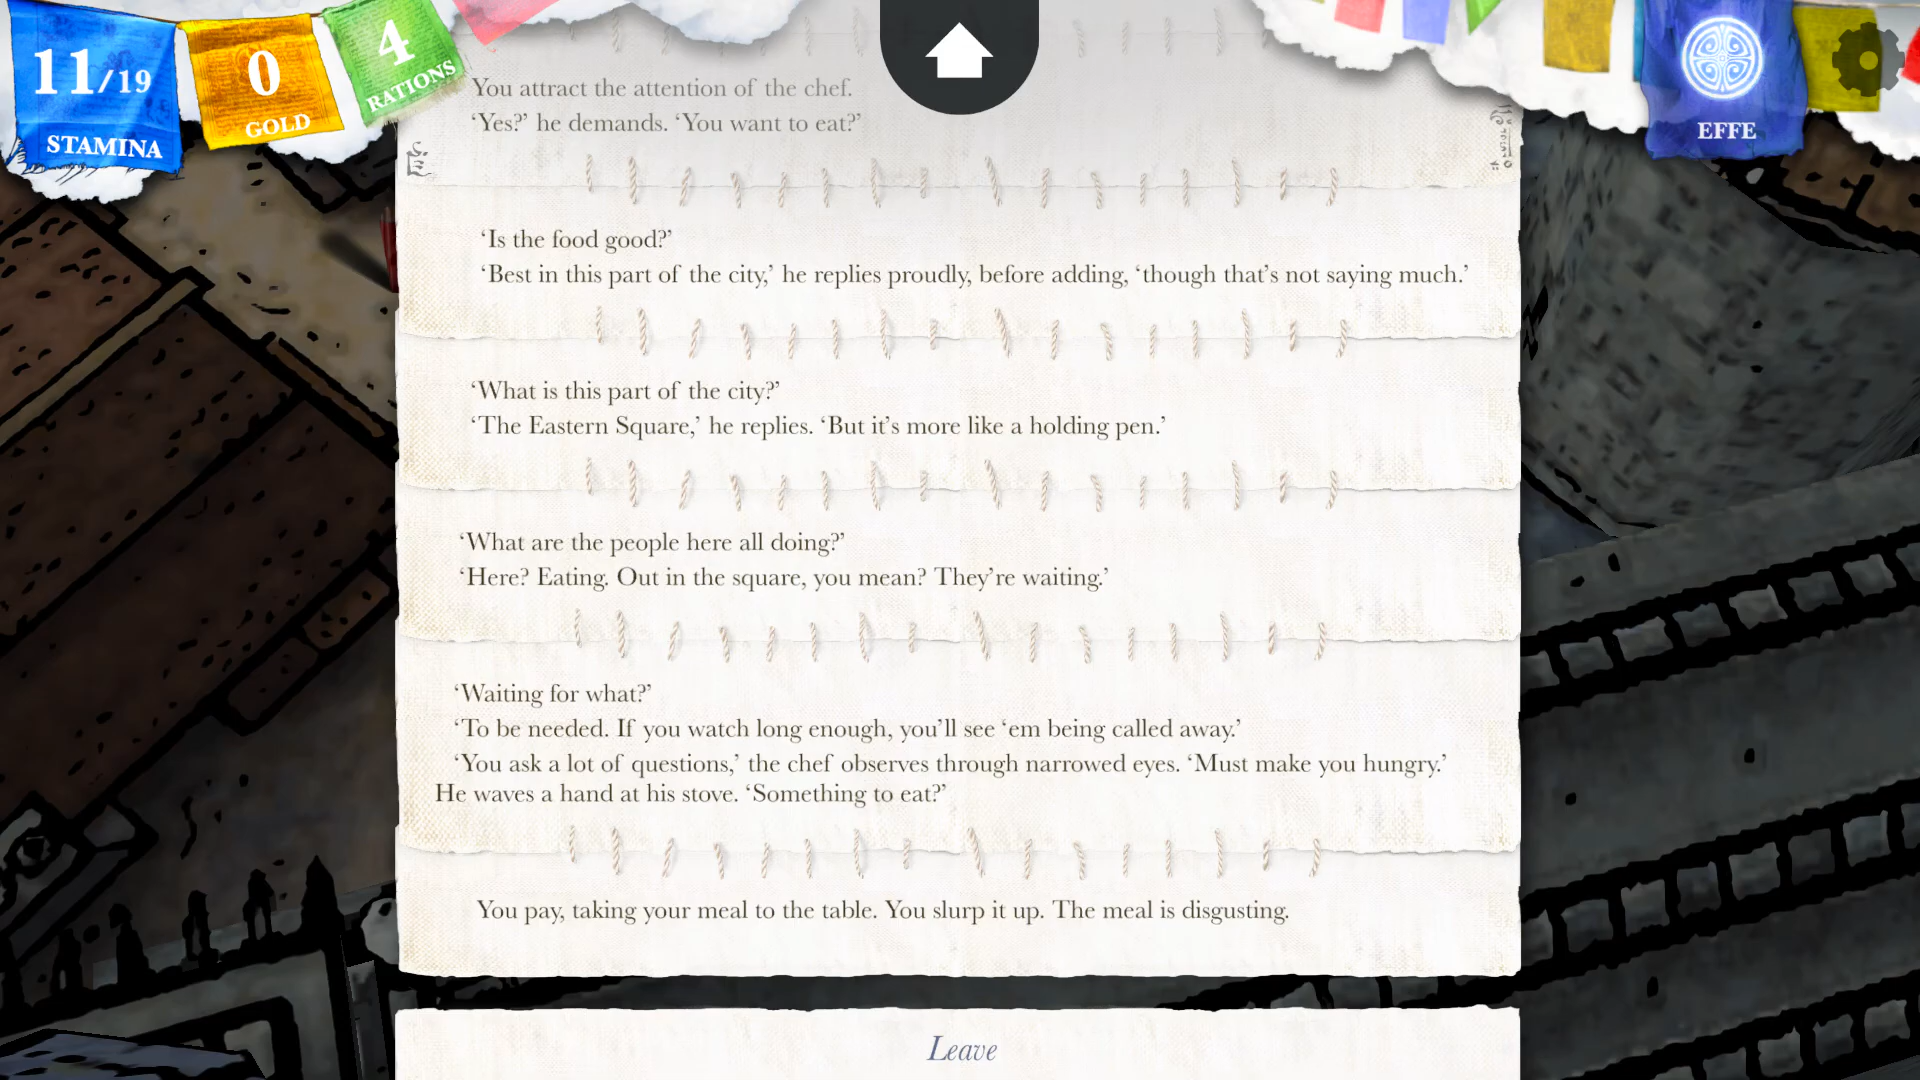 11/19
STAMINA
0
GOLD
4
RATIONS
EFFE
You attract the attention of the chef.
‘Yes?’ he demands. ‘You want to eat?’
‘Is the food good?’
‘Best in this part of the city,’ he replies proudly, before adding, ‘though that’s not saying much.’
‘What is this part of the city?’
‘The Eastern Square,’ he replies. ‘But it’s more like a holding pen.’
‘What are the people here all doing?’
‘Here? Eating. Out in the square, you mean? They’re waiting.’
‘Waiting for what?’
‘To be needed. If you watch long enough, you’ll see ‘em being called away.’
‘You ask a lot of questions,’ the chef observes through narrowed eyes. ‘Must make you hungry.’
He waves a hand at his stove. ‘Something to eat?’
You pay, taking your meal to the table. You slurp it up. The meal is disgusting.
Leave